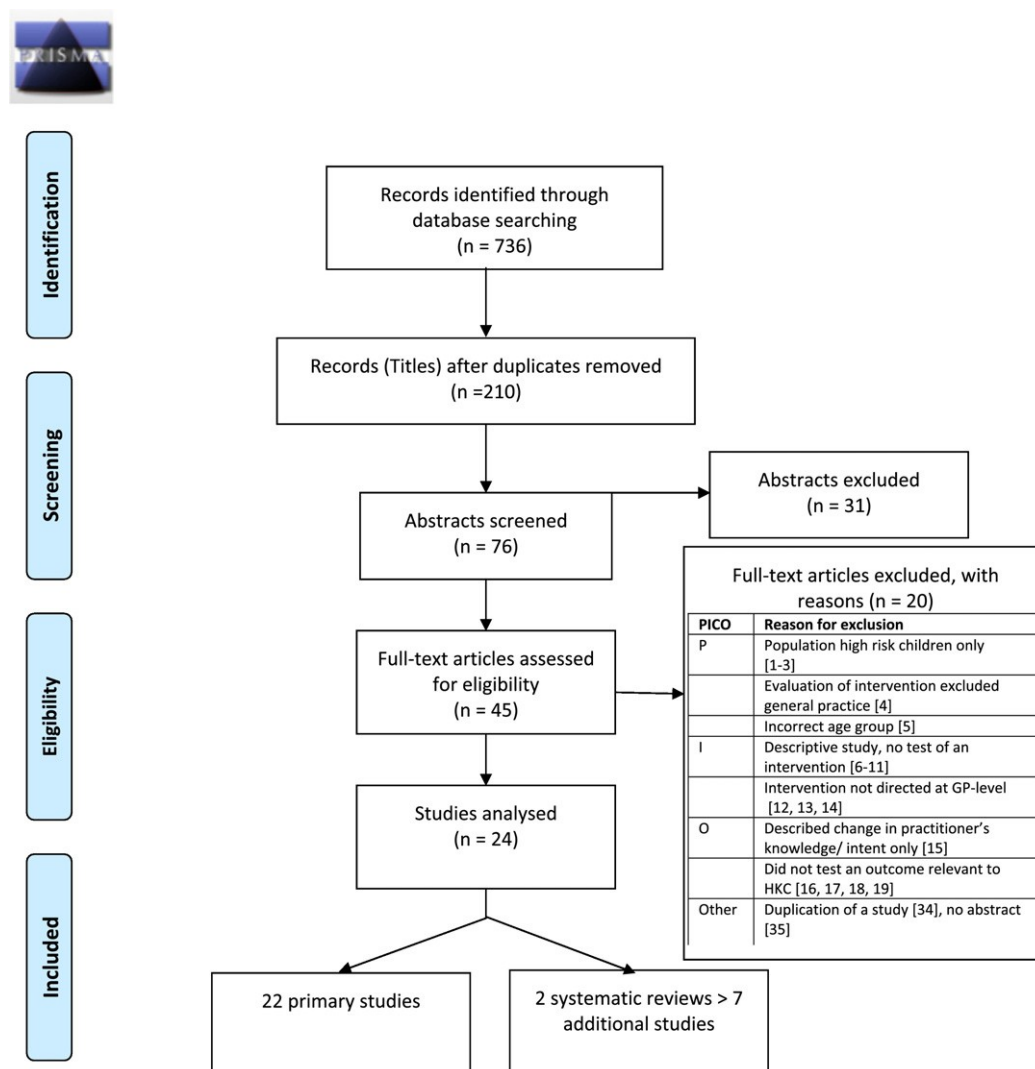 PRISMA
Identification
Records identified through
database searching
(n = 736)
Records (Titles) after duplicates removed
(n =210)
Screening
Abstracts screened
(n = 76)
Abstracts excluded
(n = 31)
Eligibility
Full-text articles assessed
for eligibility
(n = 45)
Full-text articles excluded, with
reasons (n = 20)
PICO Reason for exclusion
P Population high risk children only
[1-3]
Evaluation of intervention excluded
general practice [4]
Incorrect age group [5]
I Descriptive study, no test of an
intervention [6-11]
Intervention not directed at GP-level
[12, 13, 14]
O Described change in practitioner’s
knowledge/ intent only [15]
Did not test an outcome relevant to
HKC [16, 17, 18, 19]
Other Duplication of a study [34], no abstract
[35]
Studies analysed
(n = 24)
Included
22 primary studies
2 systematic reviews > 7
additional studies